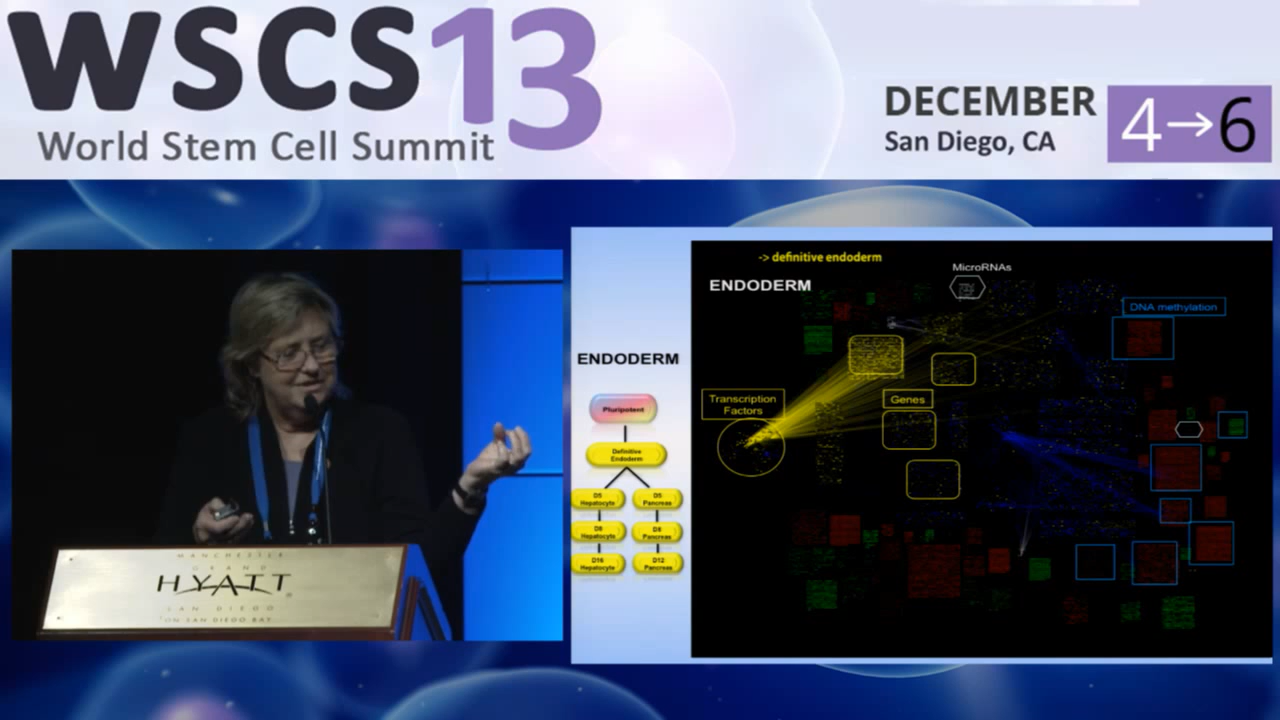 WSCS13
World Stem Cell Summit
DECEMBER
San Diego, CA
4→6
MANCHESTER
GRAND
HYATT
SAN DIEGO
ON SAN DIEGO BAY
ENDODERM
Pluripotent
Definitive
Endoderm
D5
Hepatocyte
D5
Pancreas
D8
Hepatocyte
D8
Pancreas
D16
Hepatocyte
D12
Pancreas
-> definitive endoderm
ENDODERM
MicroRNAs
DNA methylation
Transcription
Factors
Genes